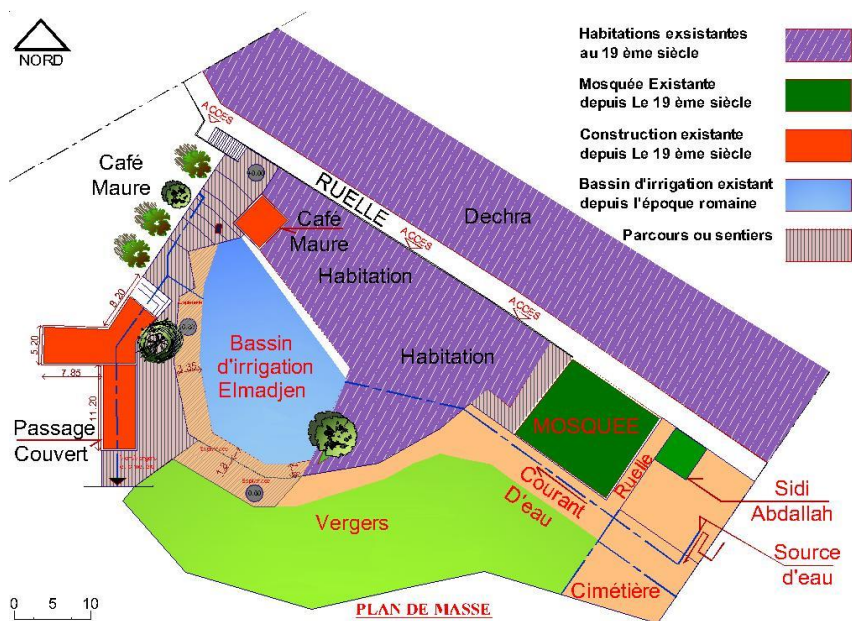 NORD
Habitations exsistantes
au 19 ème siècle
Mosquée Existante
depuis Le 19 ème siècle
Construction existante
depuis Le 19 ème siècle
Bassin d'irrigation existant
depuis l'époque romaine
Parcours ou sentiers
ACCES
Café
Maure
RUELLE
Dechra
Café
Maure
ACCES
Habitation
ACCES
Habitation
8.20
5.20
7.85
11.20
Bassin
d'irrigation
Elmadjen
Passage
Couvert
MOSQUEE
Ruelle
Courant
D'eau
Sidi
Abdallah
Source
d'eau
Vergers
Cimétière
0 5 10
PLAN DE MASSE